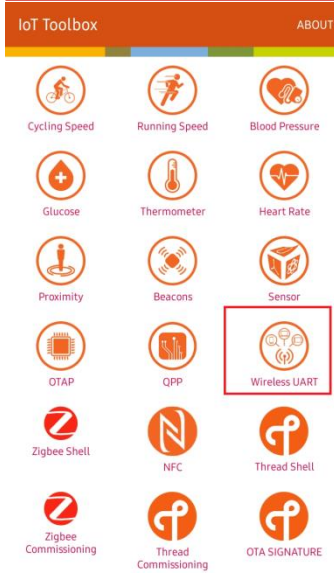 IoT Toolbox ABOUT
Cycling Speed Running Speed Blood Pressure
Glucose Thermometer Heart Rate
Proximity Beacons Sensor
OTAP QPP Wireless UART
Zigbee Shell NFC Thread Shell
Zigbee
Commissioning
Thread
Commissioning
OTA SIGNATURE